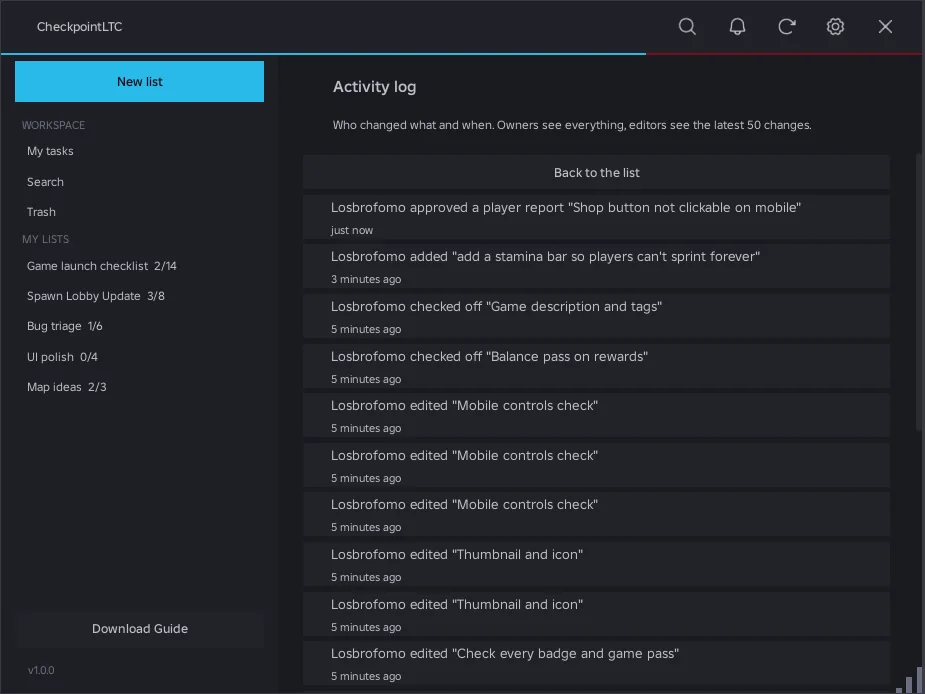 CheckpointLTC
New list
WORKSPACE
My tasks
Search
Trash
MY LISTS
Game launch checklist 2/14
Spawn Lobby Update 3/8
Bug triage 1/6
UI polish 0/4
Map ideas 2/3
Download Guide
v1.0.0
Activity log
Who changed what and when. Owners see everything, editors see the latest 50 changes.
Back to the list
Losbrofomo approved a player report "Shop button not clickable on mobile"
just now
Losbrofomo added "add a stamina bar so players can't sprint forever"
3 minutes ago
Losbrofomo checked off "Game description and tags"
5 minutes ago
Losbrofomo checked off "Balance pass on rewards"
5 minutes ago
Losbrofomo edited "Mobile controls check"
5 minutes ago
Losbrofomo edited "Mobile controls check"
5 minutes ago
Losbrofomo edited "Mobile controls check"
5 minutes ago
Losbrofomo edited "Thumbnail and icon"
5 minutes ago
Losbrofomo edited "Thumbnail and icon"
5 minutes ago
Losbrofomo edited "Check every badge and game pass"
5 minutes ago